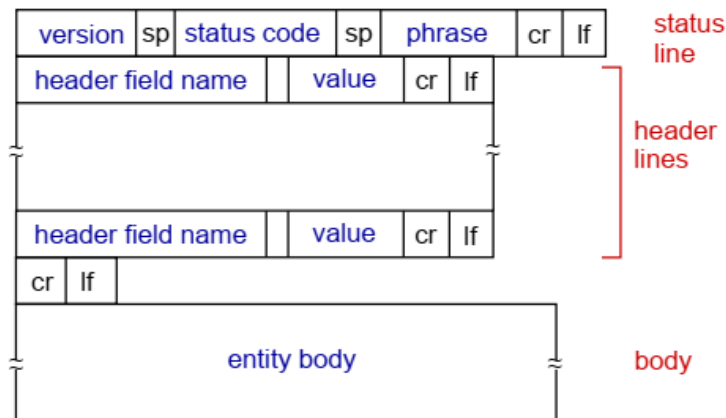 version sp status code sp phrase cr lf status
line
header field name value cr lf
header
lines
header field name value cr lf
cr lf
entity body body